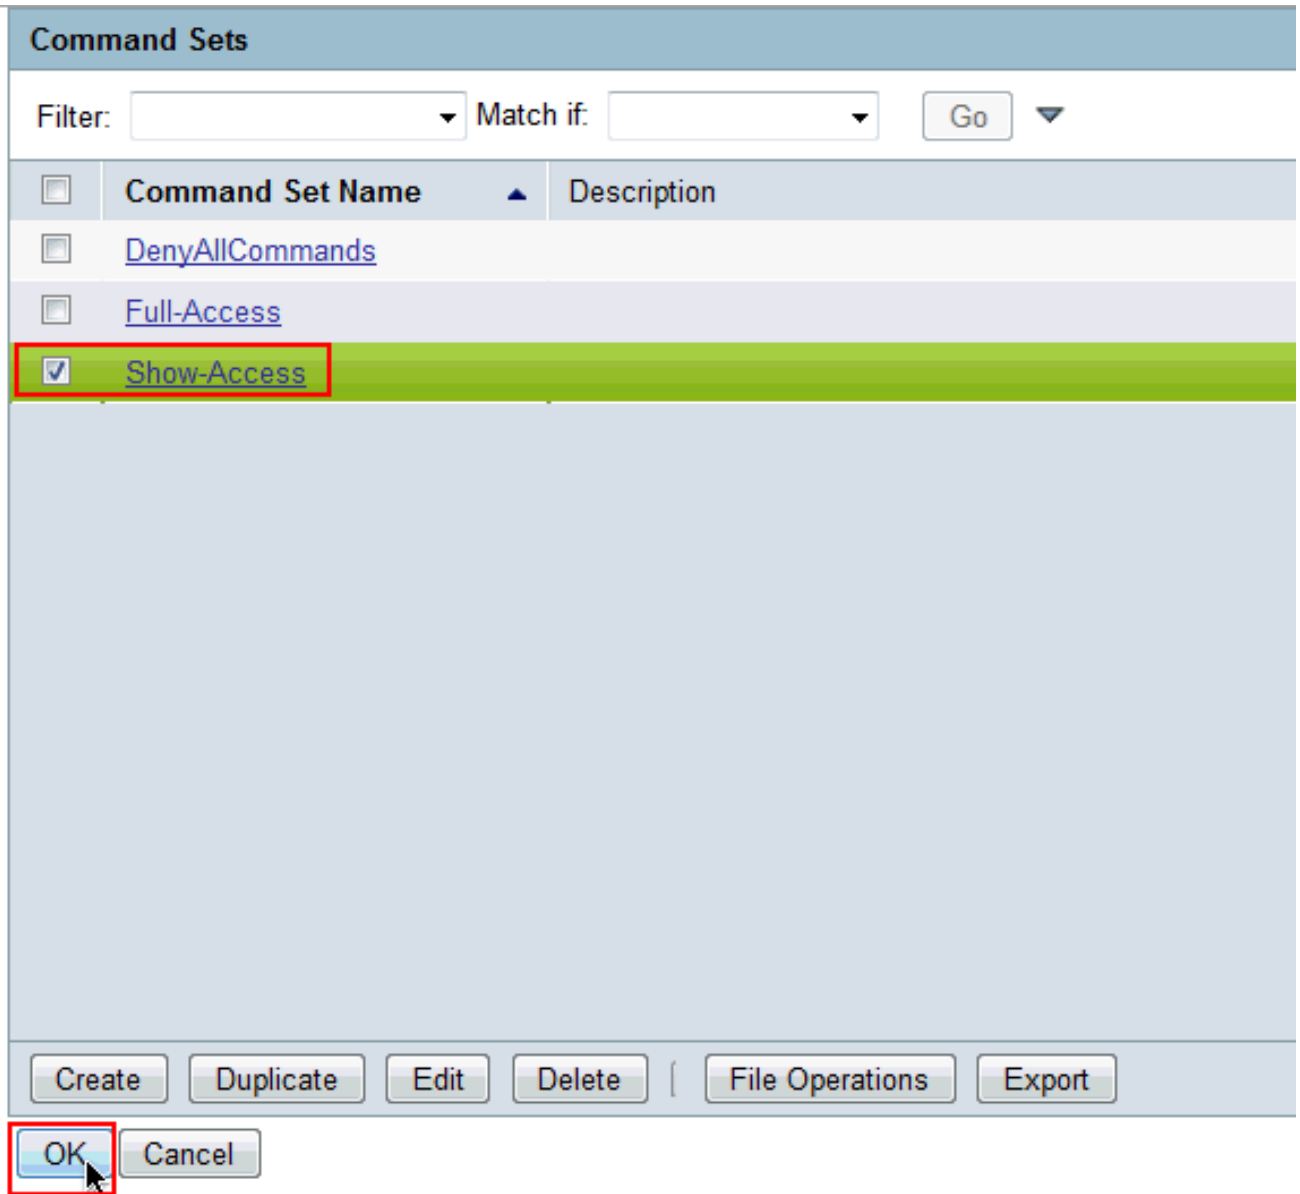 Command Sets
Filter: Match if: Go
Command Set Name Description
DenyAllCommands
Full-Access
Show-Access
Create Duplicate Edit Delete File Operations Export
OK Cancel